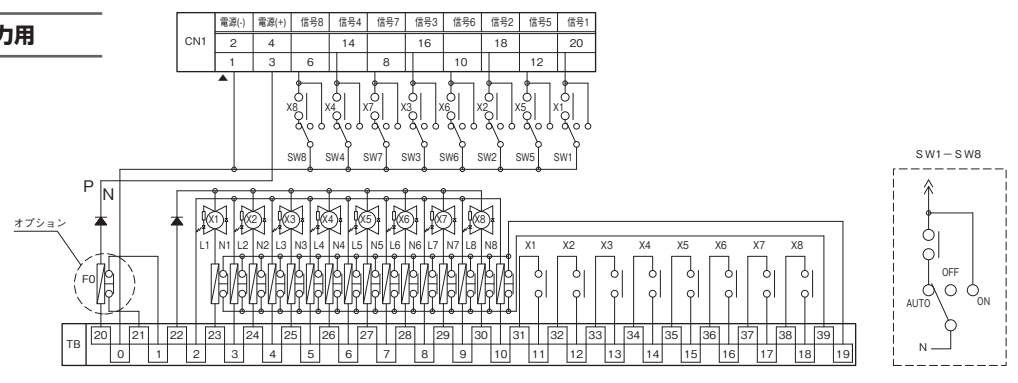 力用
電源(-) 電源(+) 信号8 信号4 信号7 信号3 信号6 信号2 信号5 信号1
CN1
2 4 14 16 18 20
1 3 6 8 10 12
X8 X4 X7 X3 X6 X2 X5 X1
SW8 SW4 SW7 SW3 SW6 SW2 SW5 SW1
SW1-SW8
P N
オプション
X1 X2 X3 X4 X5 X6 X7 X8
L1 N1 L2 N2 L3 N3 L4 N4 L5 N5 L6 N6 L7 N7 L8 N8
X1 X2 X3 X4 X5 X6 X7 X8
F0
OFF
AUTO ON
N
TB
20 21 22 23 24 25 26 27 28 29 30 31 32 33 34 35 36 37 38 39
0 1 2 3 4 5 6 7 8 9 10 11 12 13 14 15 16 17 18 19